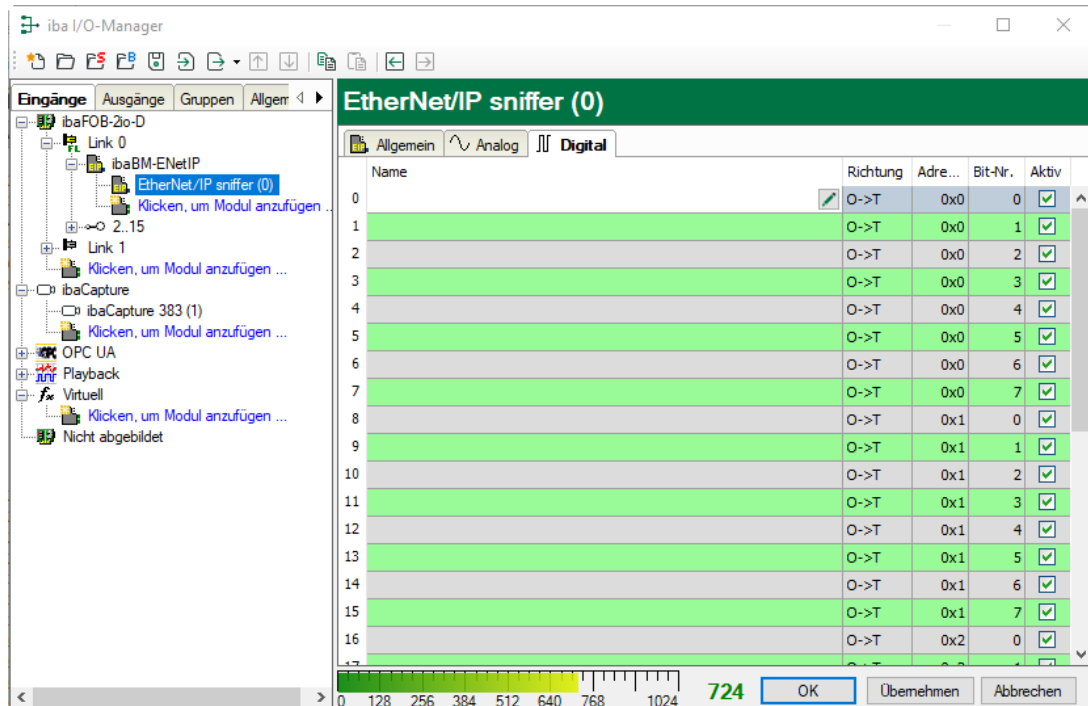 iba I/O-Manager
Eingänge Ausgänge Gruppen Allgem
ibaFOB-2io-D
Link 0
ibaBM-ENetIP
EtherNet/IP sniffer (0)
Klicken, um Modul anzufügen ..
2..15
Link 1
Klicken, um Modul anzufügen ...
ibaCapture
ibaCapture 383 (1)
Klicken, um Modul anzufügen ...
OPC UA
Playback
Virtuell
Klicken, um Modul anzufügen ...
Nicht abgebildet
EtherNet/IP sniffer (0)
Allgemein Analog Digital
Name Richtung Adre... Bit-Nr. Aktiv
0 O->T 0x0 0
1 O->T 0x0 1
2 O->T 0x0 2
3 O->T 0x0 3
4 O->T 0x0 4
5 O->T 0x0 5
6 O->T 0x0 6
7 O->T 0x0 7
8 O->T 0x1 0
9 O->T 0x1 1
10 O->T 0x1 2
11 O->T 0x1 3
12 O->T 0x1 4
13 O->T 0x1 5
14 O->T 0x1 6
15 O->T 0x1 7
16 O->T 0x2 0
0 128 256 384 512 640 768 1024 724 OK Übernehmen Abbrechen